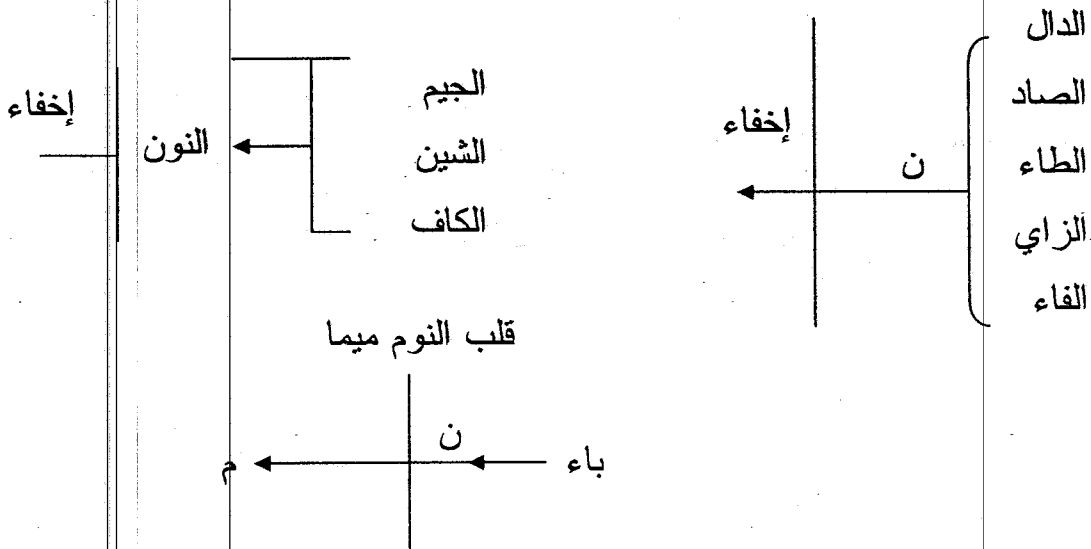 الدال
الصاد
الطاء
الزاي
الفاء
ن
إخفاء
الجيم
الشين
الكاف
النون
إخفاء
قلب النوم ميما
باء
ن
م